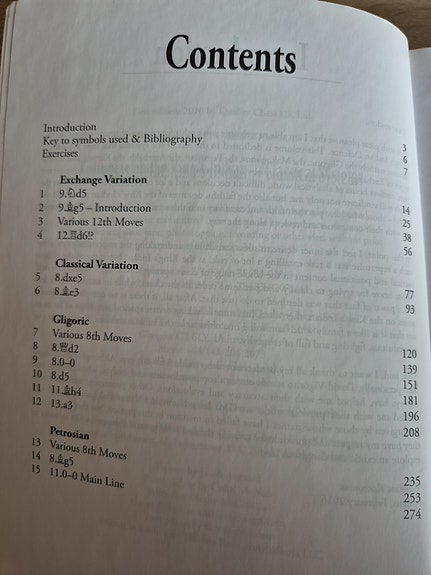 Contents
Introduction 3
Key to symbols used & Bibliography 6
Exercises 7
Exchange Variation
1 9.♘d5 14
2 9.♗g5 – Introduction 25
3 Various 12th Moves 38
4 12.♖d6!? 56
Classical Variation
5 8.dxe5 77
6 8.♗e3 93
Gligoric
7 Various 8th Moves 120
8 8.♕d2 139
9 8.0–0 151
10 8.d5 181
11 11.♗h4 196
12 13.a3 208
Petrosian
13 Various 8th Moves 235
14 8.♗g5 253
15 11.0–0 Main Line 274